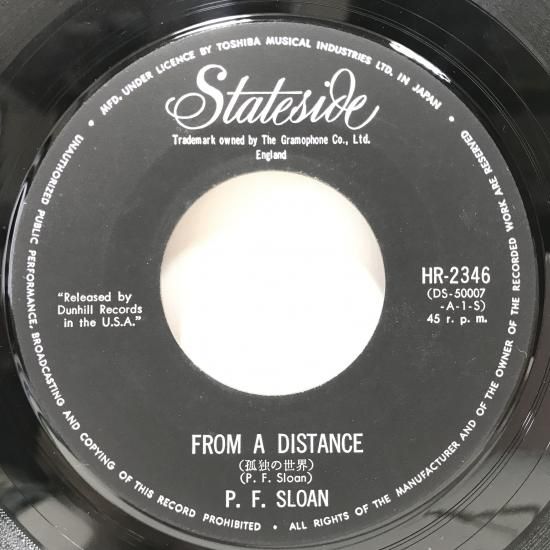 MFD. UNDER LICENCE BY TOSHIBA MUSICAL INDUSTRIES LTD. IN JAPAN •
Stateside
Trademark owned by The Gramophone Co., Ltd.
England
"Released by
Dunhill Records
in the U.S.A."
HR-2346
(DS-50007
-A-1-S)
45 r. p. m.
FROM A DISTANCE
(孤独の世界)
(P. F. Sloan)
P. F. SLOAN
UNAUTHORIZED PUBLIC PERFORMANCE, BROADCASTING AND COPYING OF THIS RECORD PROHIBITED • ALL RIGHTS OF THE MANUFACTURER AND OF THE OWNER OF THE RECORDED WORK ARE RESERVED •